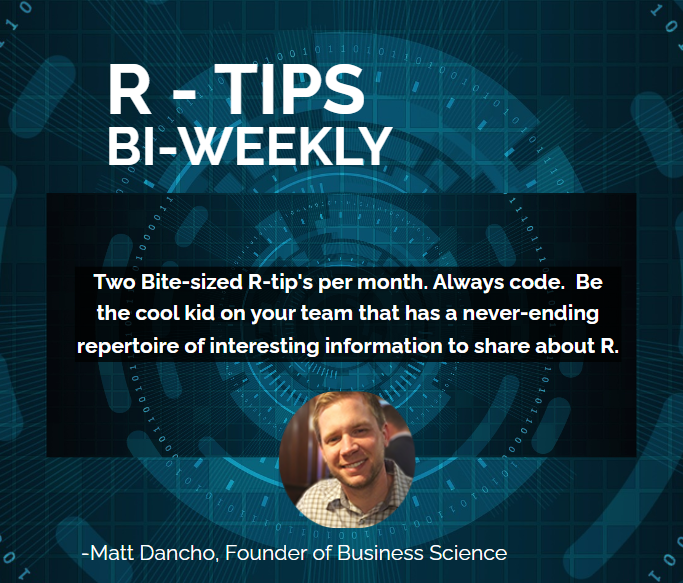 R - TIPS
BI-WEEKLY
Two Bite-sized R-tip's per month. Always code.  Be
the cool kid on your team that has a never-ending
repertoire of interesting information to share about R.
-Matt Dancho, Founder of Business Science